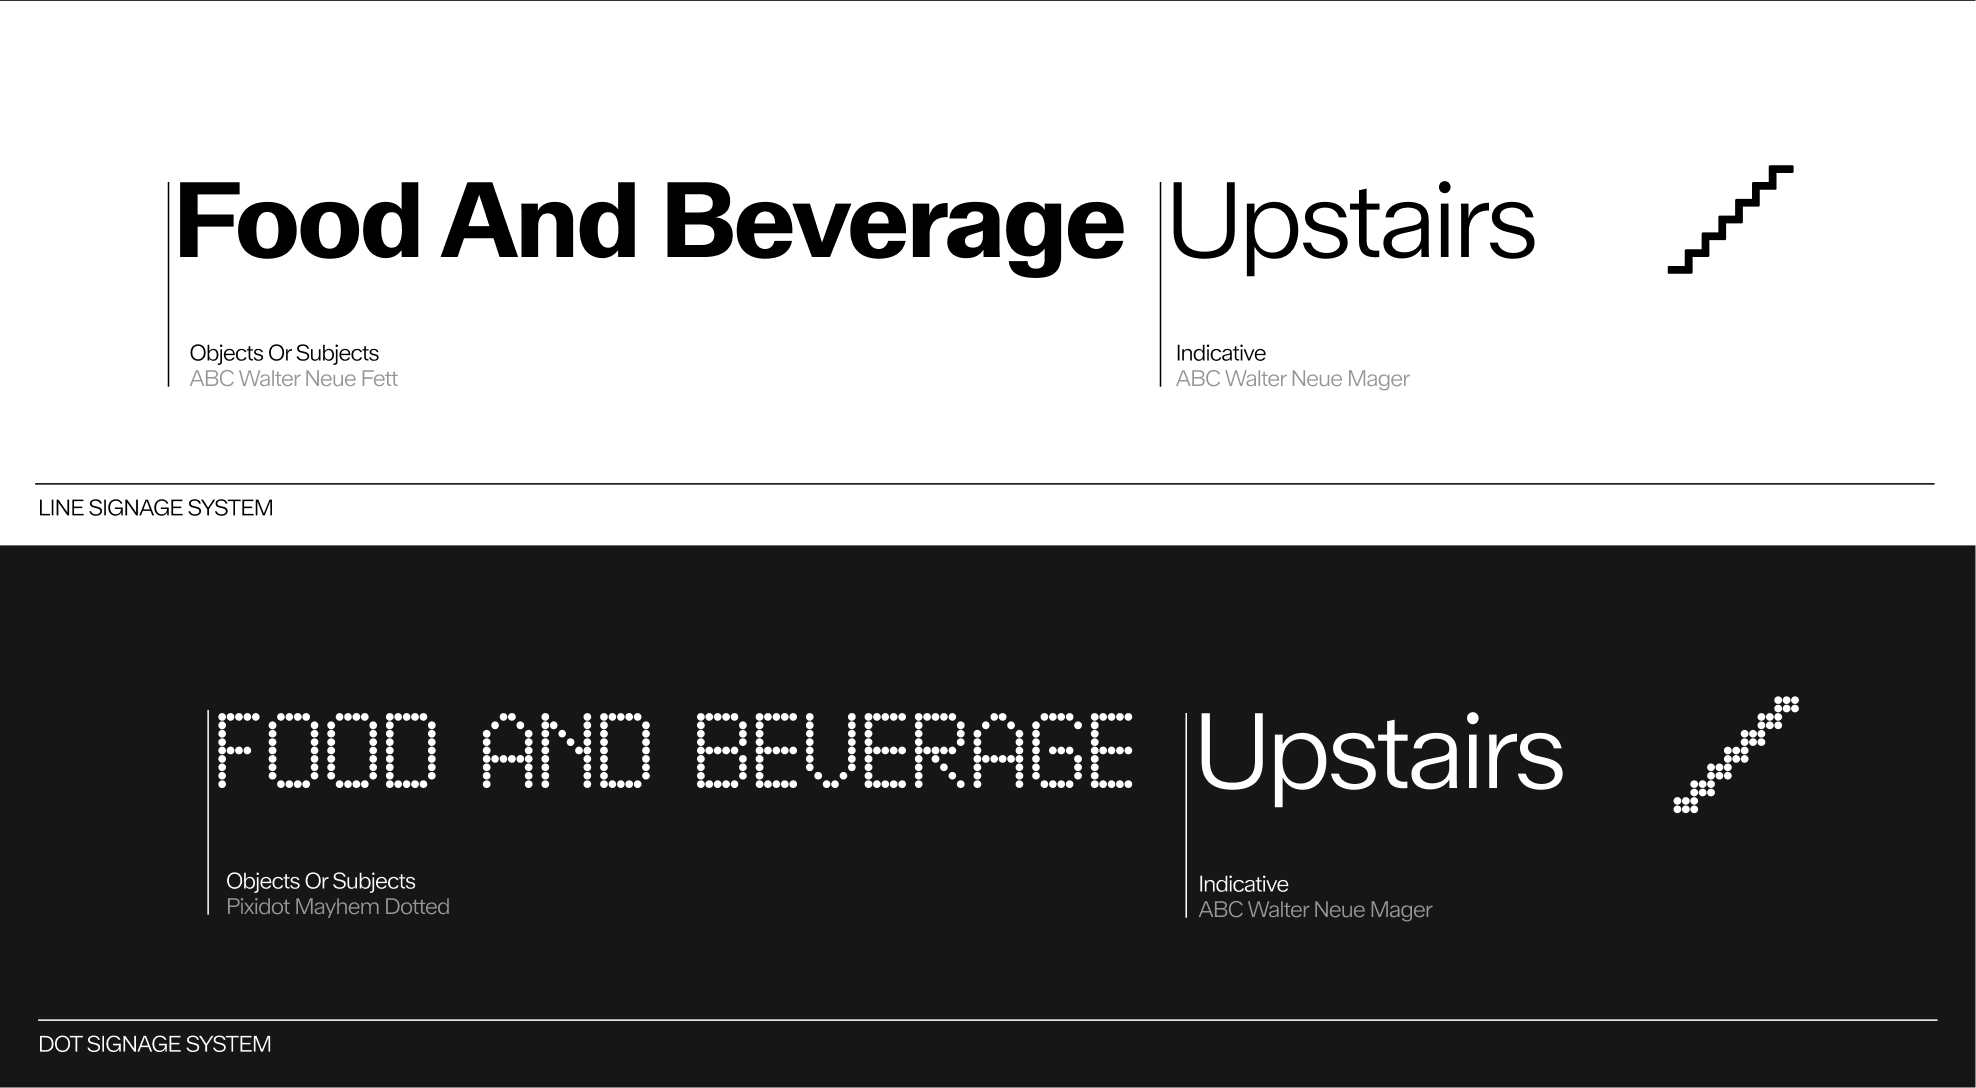 Food And Beverage Upstairs
Objects Or Subjects
ABC Walter Neue Fett
Indicative
ABC Walter Neue Mager
LINE SIGNAGE SYSTEM
FOOD AND BEVERAGE Upstairs
Objects Or Subjects
Pixidot Mayhem Dotted
Indicative
ABC Walter Neue Mager
DOT SIGNAGE SYSTEM